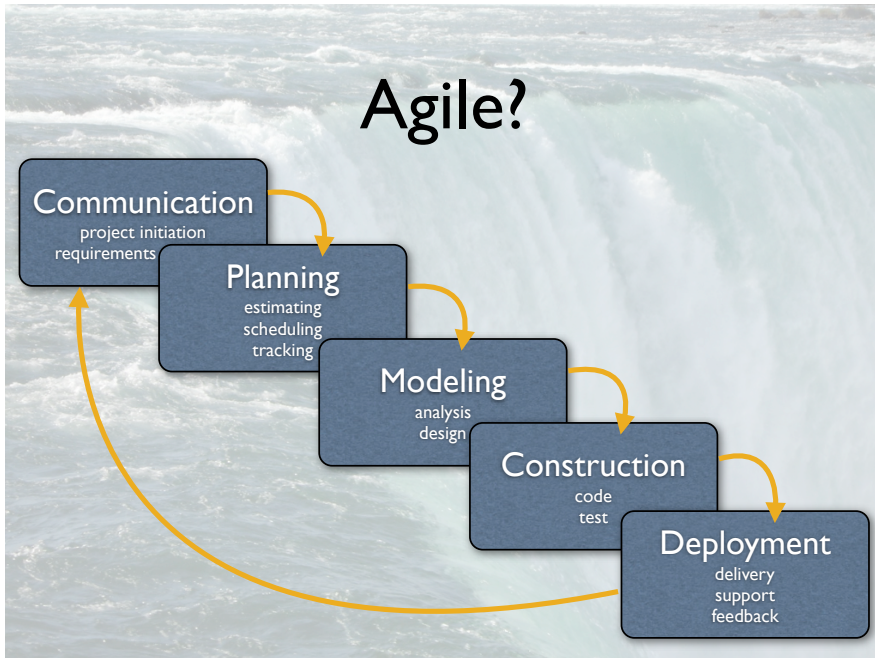 Agile?
Communication
project initiation
requirements
Planning
estimating
scheduling
tracking
Modeling
analysis
design
Construction
code
test
Deployment
delivery
support
feedback